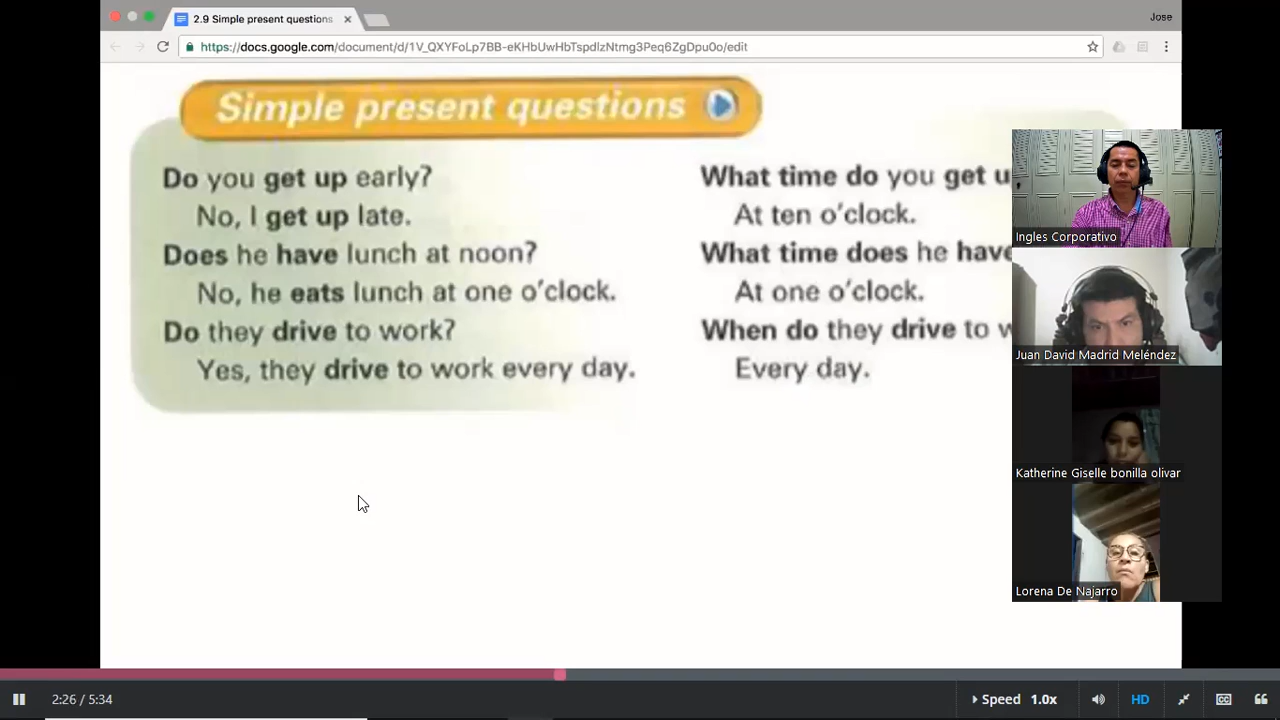 2.9 Simple present questions
Jose
https://docs.google.com/document/d/1V_QXYFoLp7BB-eKHbUwHbTspdlzNtmg3Peq6ZgDpu0o/edit
Simple present questions
Do you get up early?
No, I get up late.
Does he have lunch at noon?
No, he eats lunch at one o'clock.
Do they drive to work?
Yes, they drive to work every day.
What time do you get u
At ten o'clock.
What time does he have
At one o'clock.
When do they drive to w
Every day.
Ingles Corporativo
Juan David Madrid Meléndez
Katherine Giselle bonilla olivar
Lorena De Najarro
2:26 / 5:34
Speed 1.0x
HD
CC